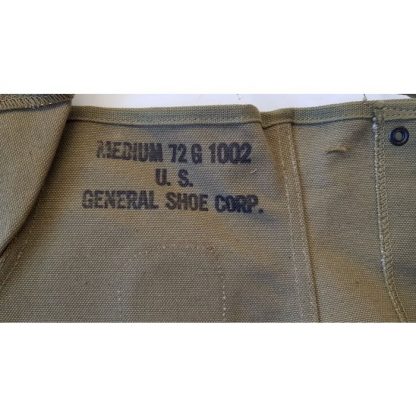 MEDIUM 72 G 1002
U. S.
GENERAL SHOE CORP.